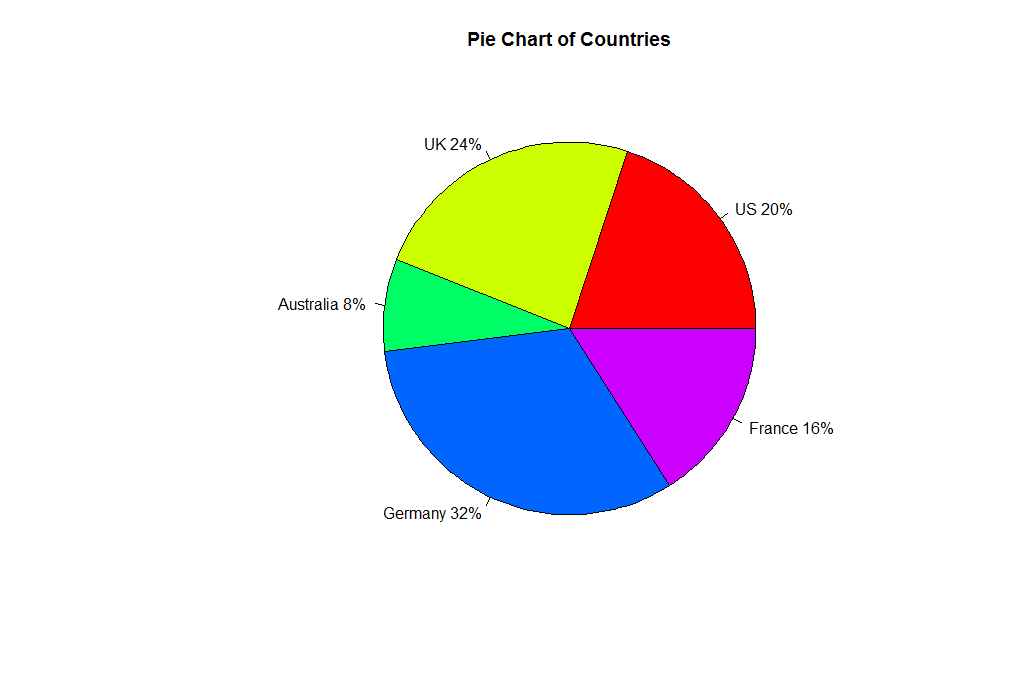 Pie Chart of Countries
UK 24%
US 20%
Australia 8%
France 16%
Germany 32%